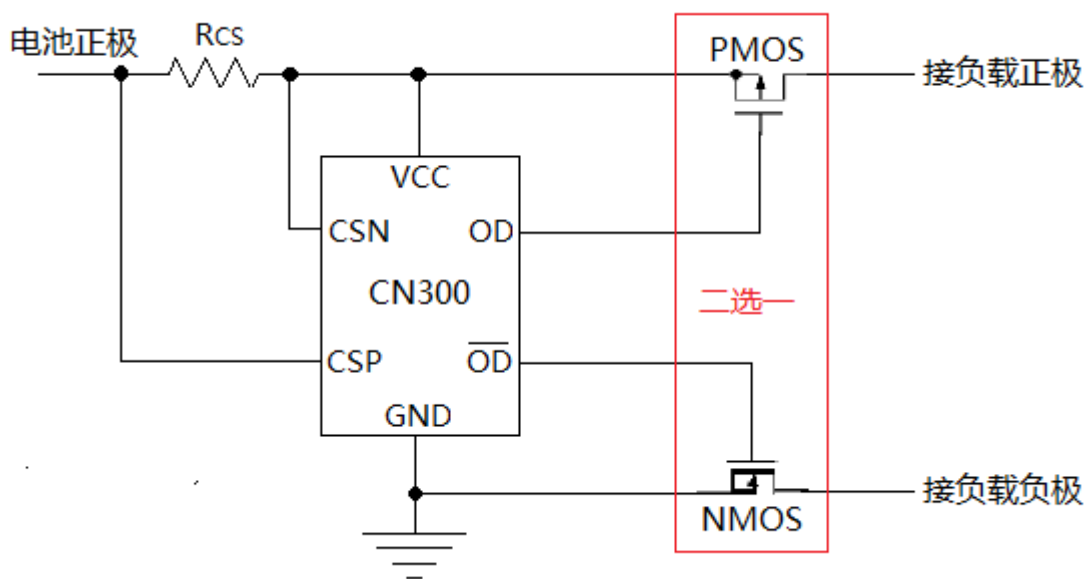 电池正极
RCS
PMOS
接负载正极
VCC
CSN
OD
CN300
二选一
CSP
OD
GND
NMOS
接负载负极